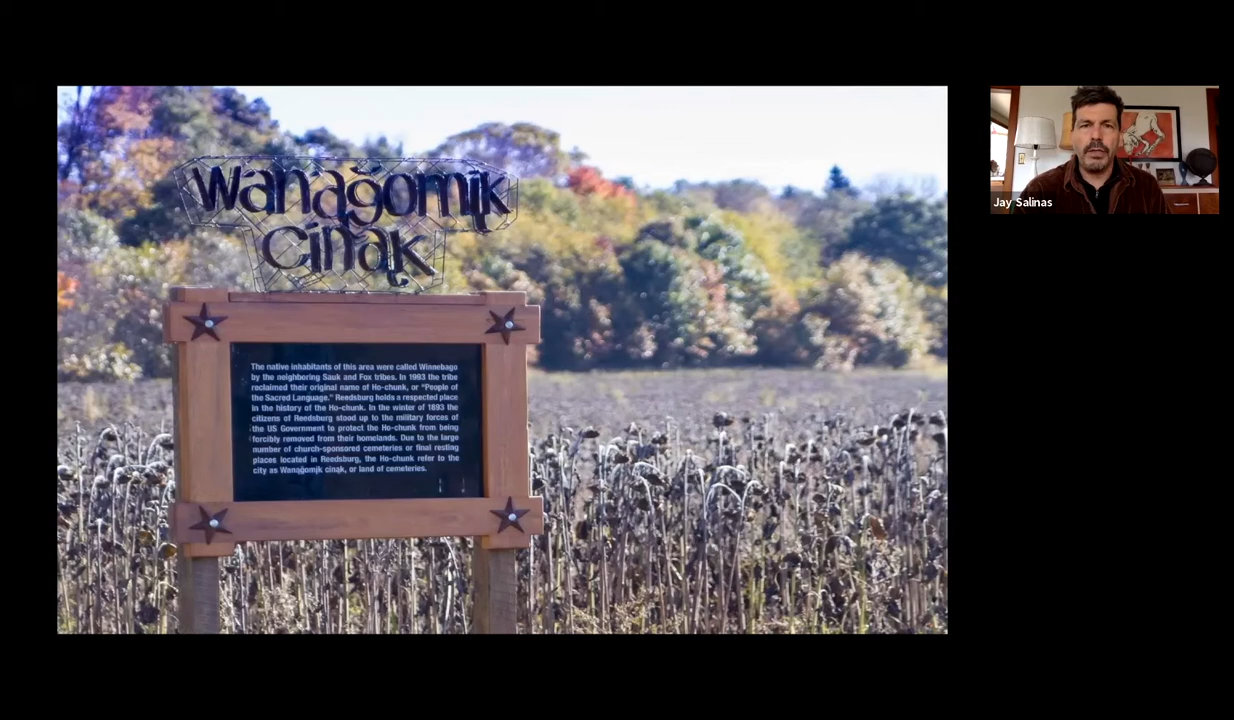 Wanąğomįk
cinąk
The native inhabitants of this area were called Winnebago
by the neighboring Sauk and Fox tribes. In 1993 the tribe
reclaimed their original name of Ho-chunk, or "People of
the Sacred Language." Reedsburg holds a respected place
in the history of the Ho-chunk. In the winter of 1893 the
citizens of Reedsburg stood up to the military forces of
the US Government to protect the Ho-chunk from being
forcibly removed from their homelands. Due to the large
number of church-sponsored cemeteries or final resting
places located in Reedsburg, the Ho-chunk refer to the
city as Wanąğomįk cinąk, or land of cemeteries.
Jay Salinas